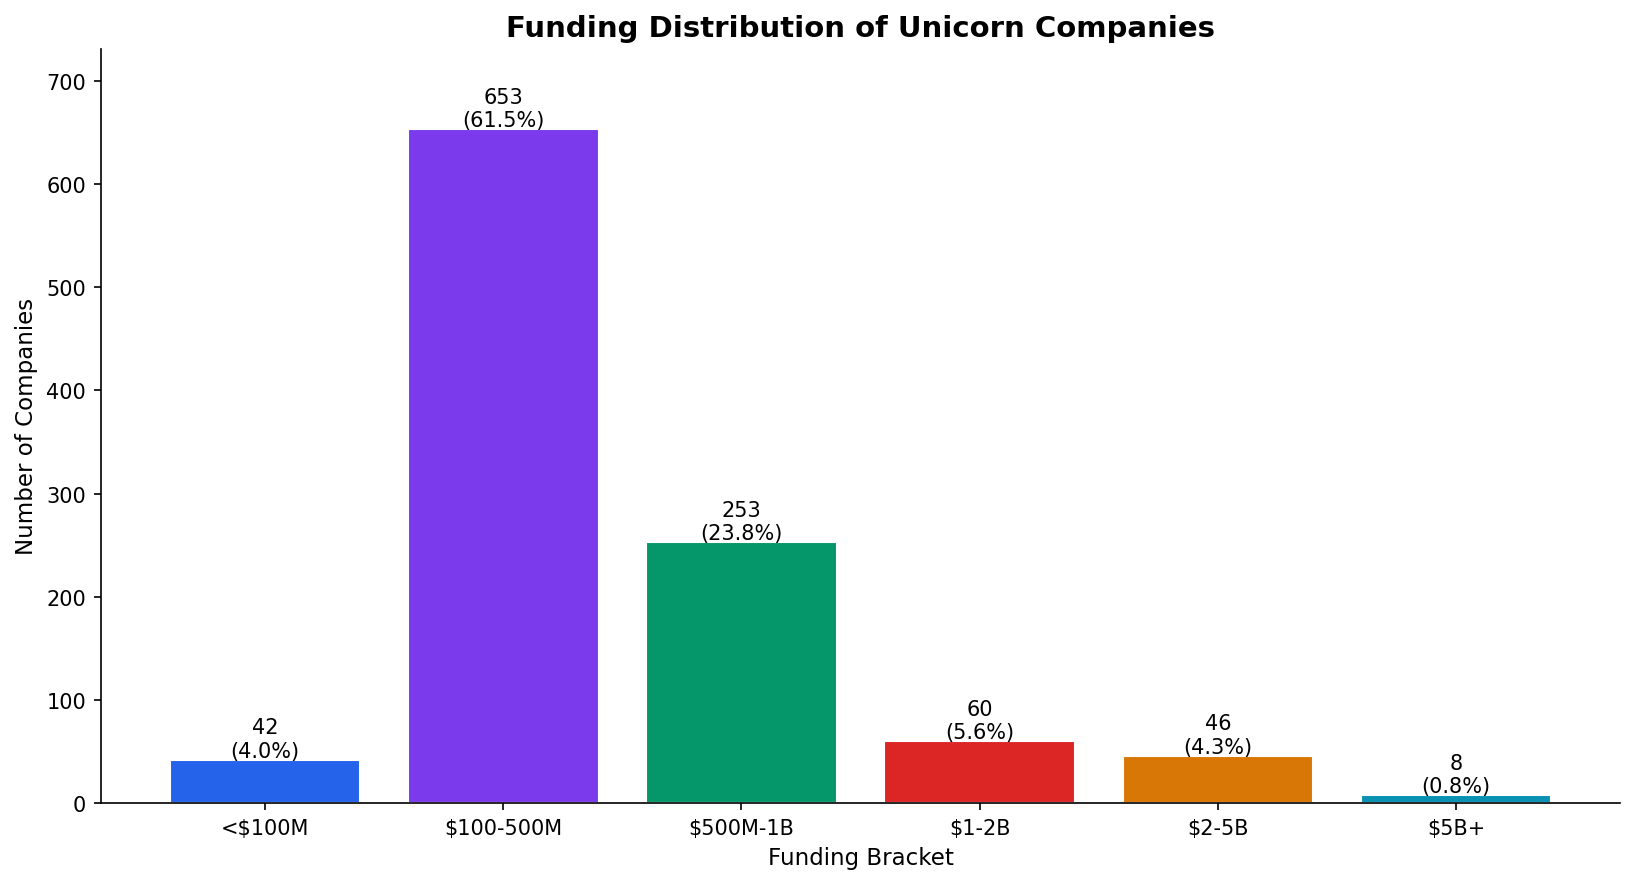 Funding Distribution of Unicorn Companies
Number of Companies
700
600
500
400
300
200
100
0
42
(4.0%)
653
(61.5%)
253
(23.8%)
60
(5.6%)
46
(4.3%)
8
(0.8%)
<$100M
$100-500M
$500M-1B
$1-2B
$2-5B
$5B+
Funding Bracket